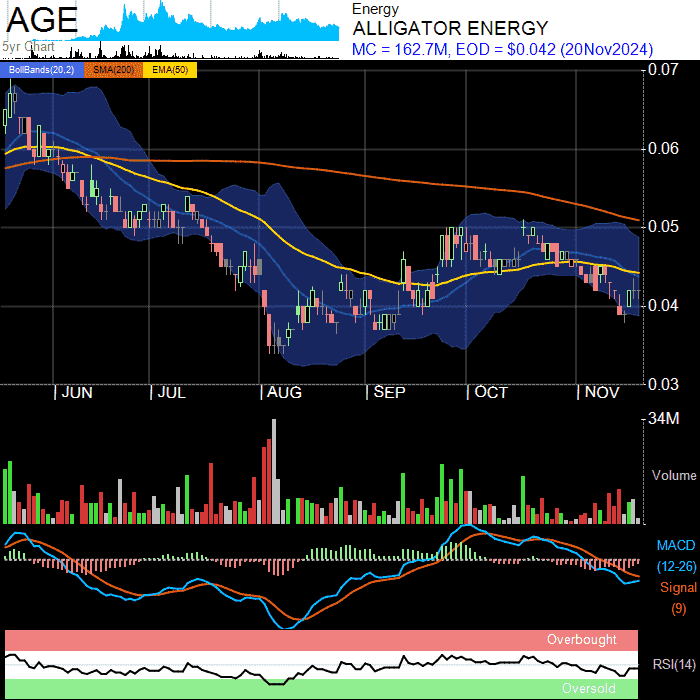 AGE
5yr Chart
Energy
ALLIGATOR ENERGY
MC = 162.7M, EOD = $0.042 (20Nov2024)
BollBands(20,2) SMA(200) EMA(50)
0.07
0.06
0.05
0.04
0.03
JUN JUL AUG SEP OCT NOV
34M
Volume
MACD
(12-26)
Signal
(9)
Overbought
RSI(14)
Oversold